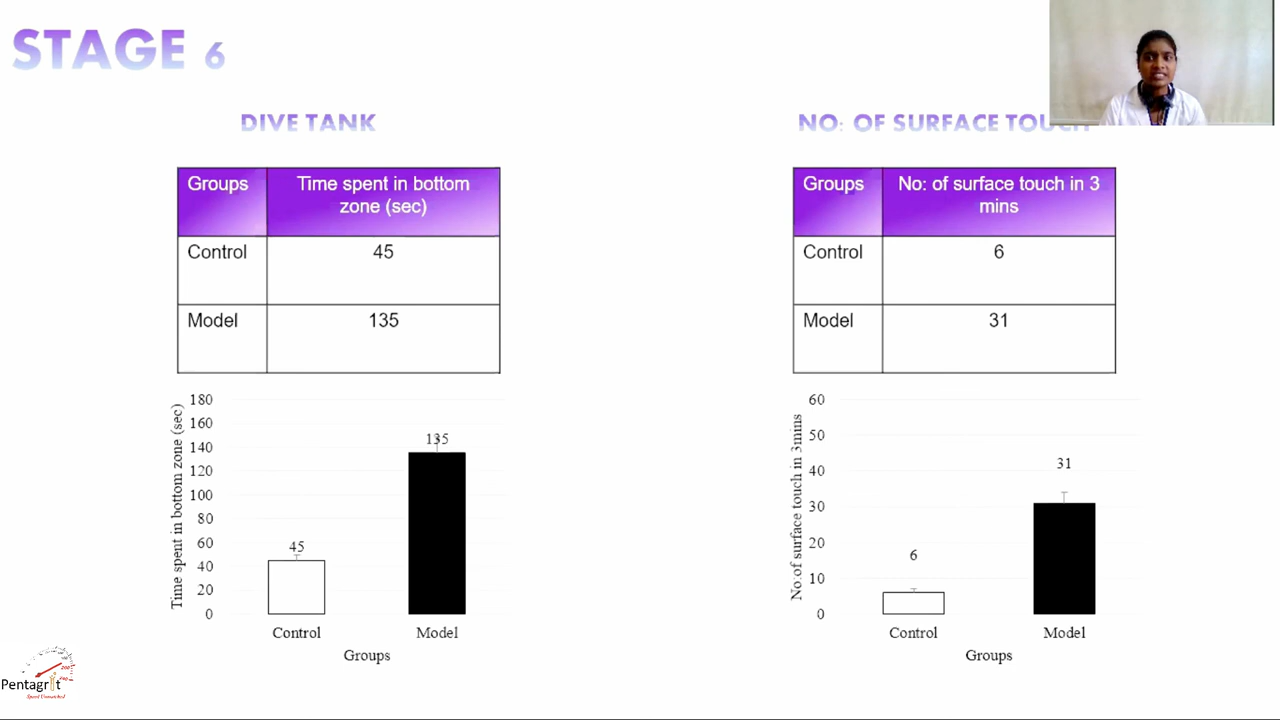 STAGE 6
DIVE TANK
Groups Time spent in bottom
zone (sec)
Control 45
Model 135
180
160
140
120
100
80
60
40
20
0
Time spent in bottom zone (sec)
45
135
Control Model
Groups
NO: OF SURFACE TOUCH
Groups No: of surface touch in 3
mins
Control 6
Model 31
60
50
40
30
20
10
0
No:of surface touch in 3mins
6
31
Control Model
Groups
Pentagrit